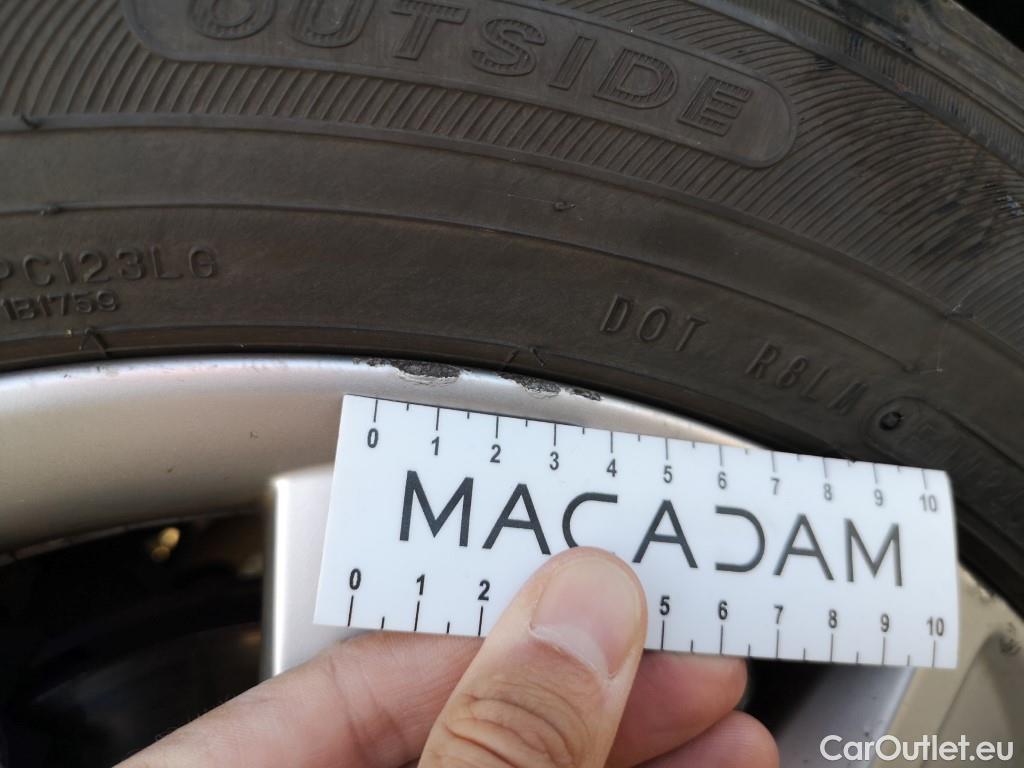 OUTSIDE
PC123LG
1B1759
DOT R8LA
0 1 2 3 4 5 6 7 8 9 10
MACADAM
0 1 2 5 6 7 8 9 10
CarOutlet.eu